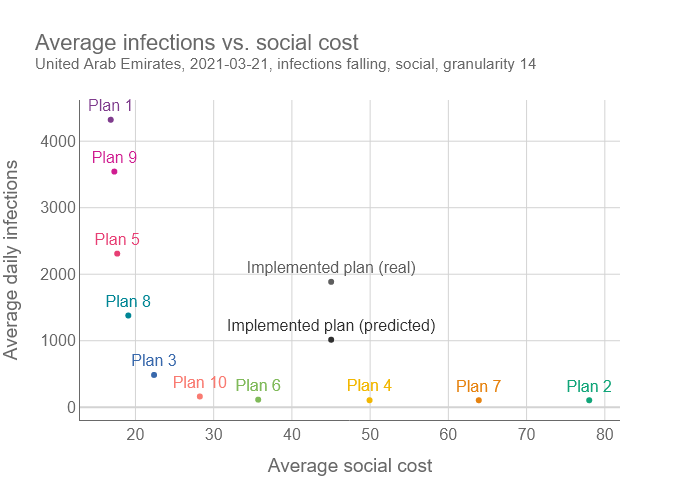 Average infections vs. social cost
United Arab Emirates, 2021-03-21, infections falling, social, granularity 14
Average daily infections
4000
3000
2000
1000
0
Plan 1
Plan 9
Plan 5
Implemented plan (real)
Plan 8
Implemented plan (predicted)
Plan 3
Plan 10
Plan 6
Plan 4
Plan 7
Plan 2
20 30 40 50 60 70 80
Average social cost